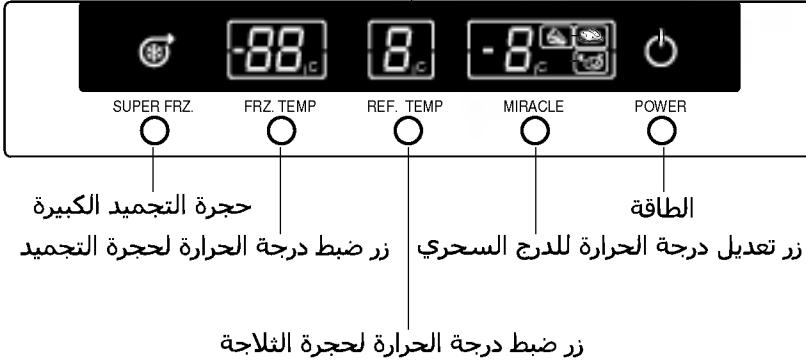 -88°C 8°C -8°C
SUPER FRZ. FRZ. TEMP REF. TEMP MIRACLE POWER
حجرة التجميد الكبيرة الطاقة
زر ضبط درجة الحرارة لحجرة التجميد زر تعديل درجة الحرارة للدرج السحري
زر ضبط درجة الحرارة لحجرة الثلاجة